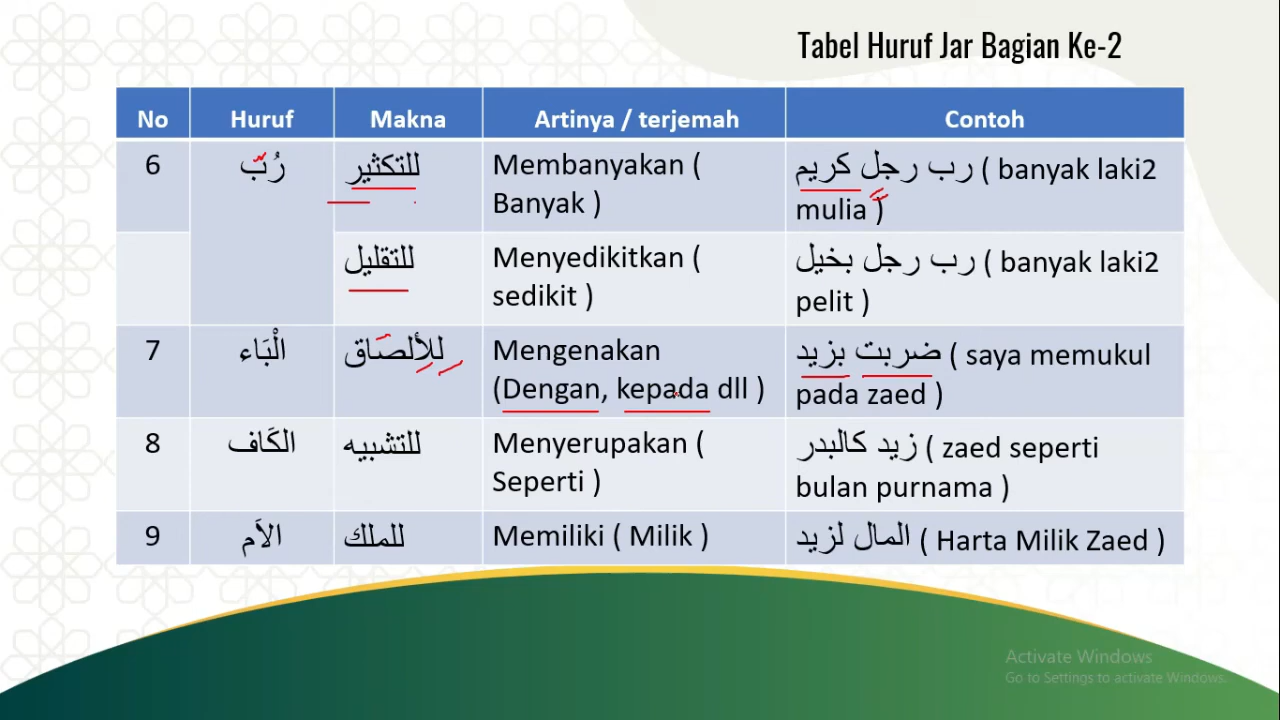 Tabel Huruf Jar Bagian Ke-2
No Huruf Makna Artinya / terjemah Contoh
6 رُبّ للتكثير Membanyakan ( رب رجل كريم ( banyak laki2
Banyak ) mulia )
للتقليل Menyedikitkan ( رب رجل بخيل ( banyak laki2
sedikit ) pelit )
7 الْبَاء لِلإلصَاق Mengenakan ضربت بزيد ( saya memukul
(Dengan, kepada dll ) pada zaed )
8 الكَاف للتشبيه Menyerupakan ( زيد كالبدر ( zaed seperti
Seperti ) bulan purnama )
9 الاَم للملك Memiliki ( Milik ) المال لزيد ( Harta Milik Zaed )
Activate Windows
Go to Settings to activate Windows.